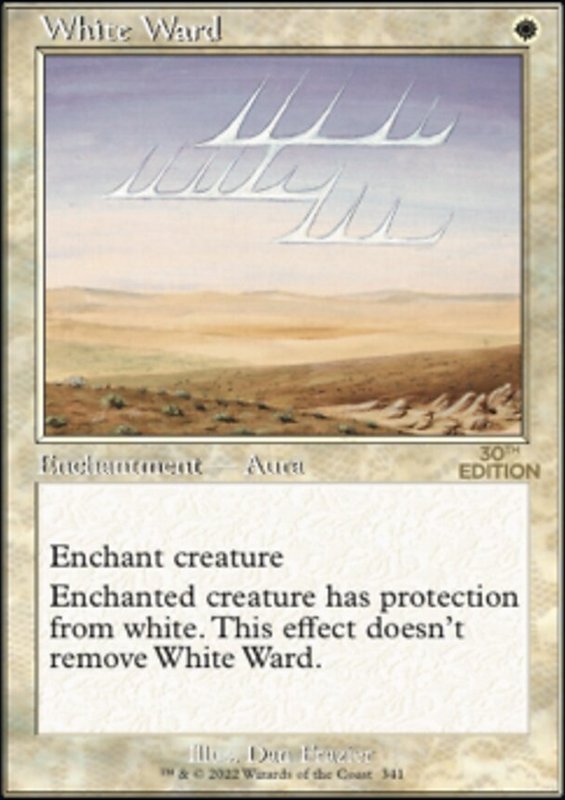 White Ward
Enchantment — Aura
30TH
EDITION
Enchant creature
Enchanted creature has protection
from white. This effect doesn't
remove White Ward.
Illus. Dan Frazier
™ & © 2022 Wizards of the Coast 341